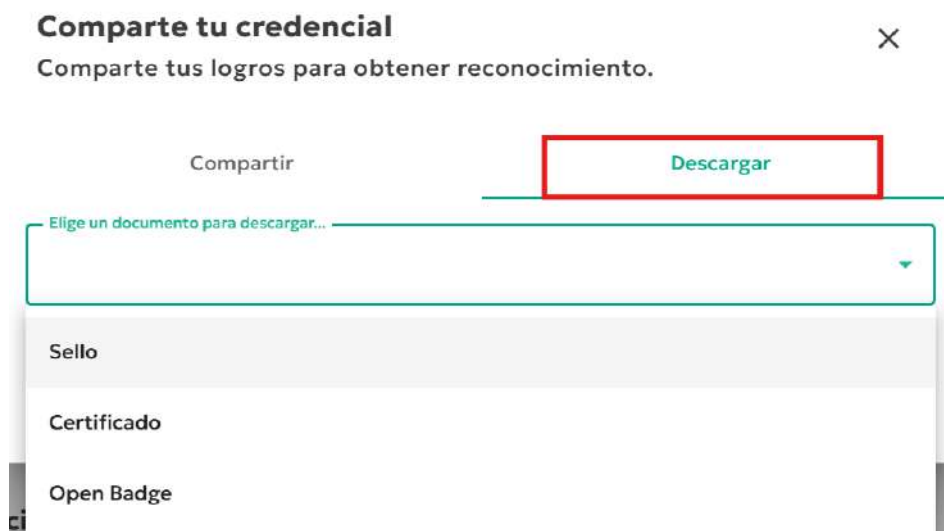 Comparte tu credencial
Comparte tus logros para obtener reconocimiento.
Compartir
Descargar
Elige un documento para descargar...
Sello
Certificado
Open Badge
ci